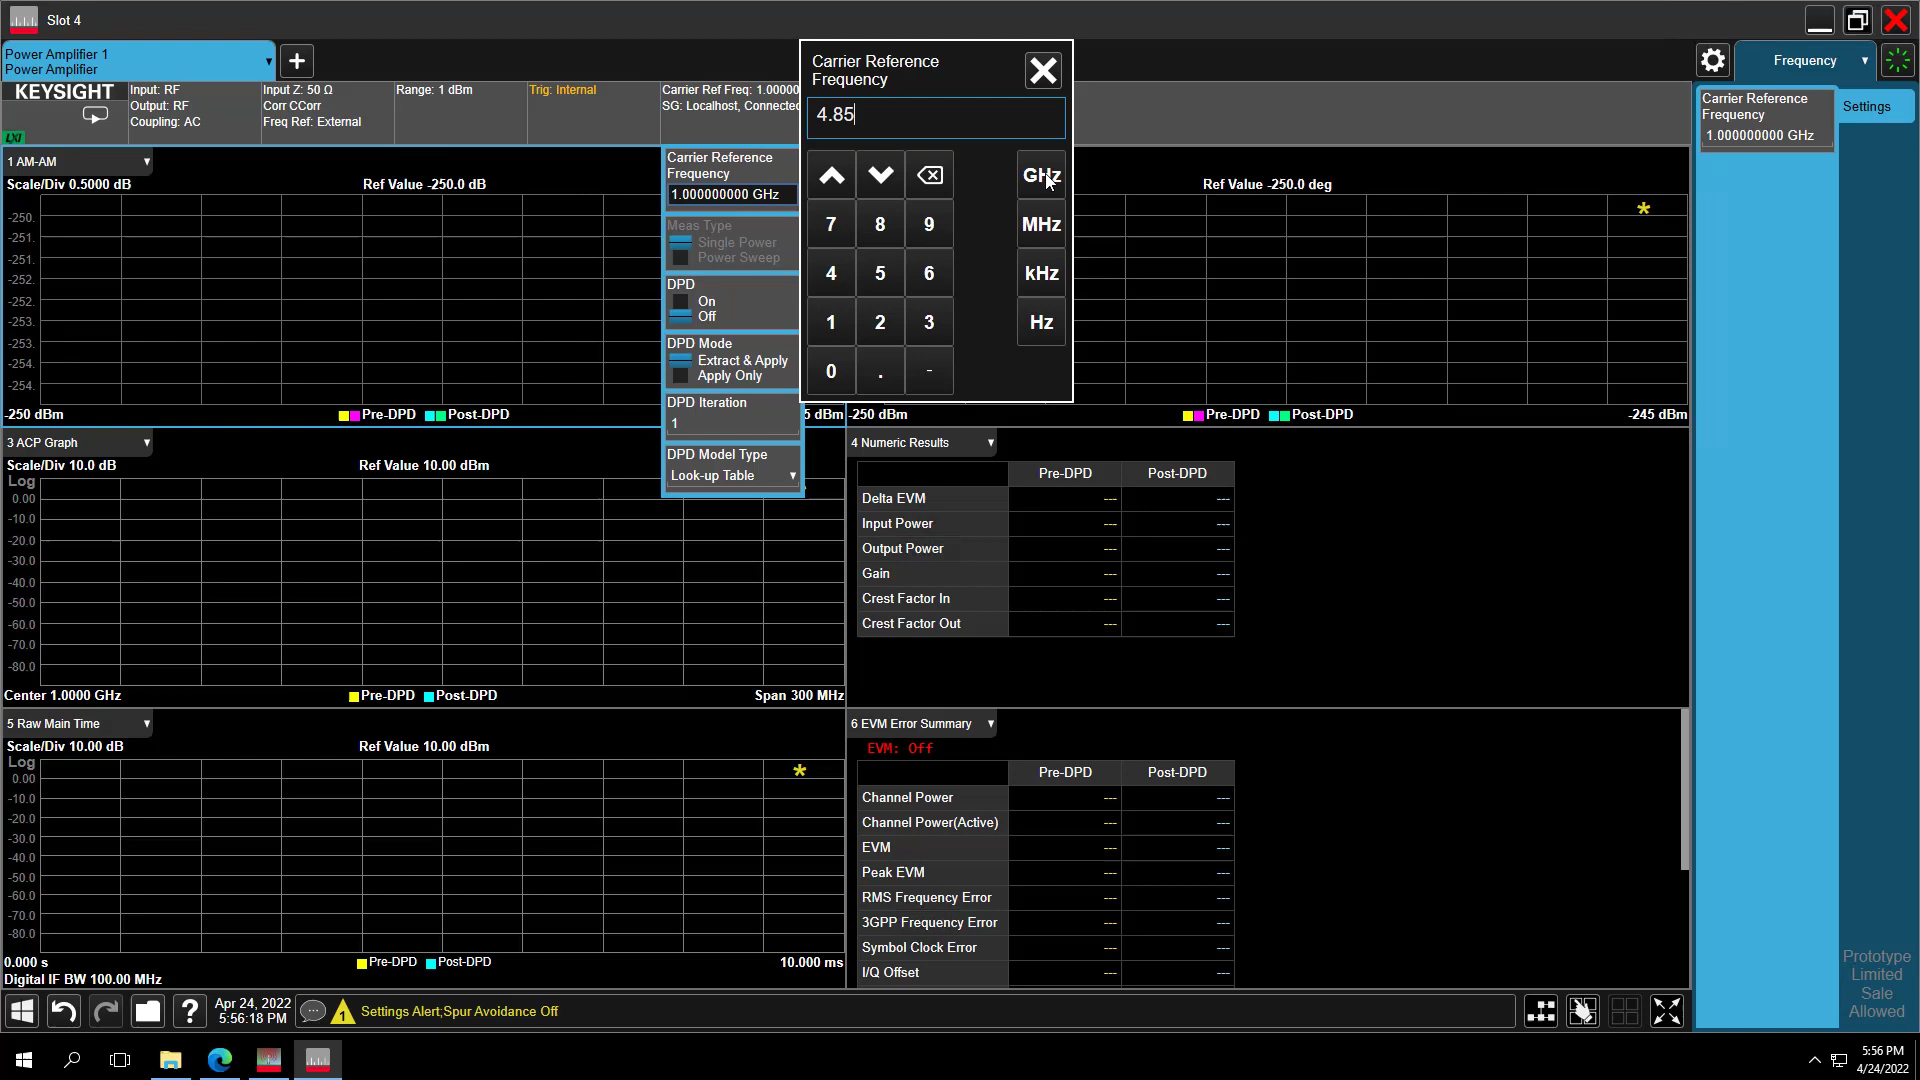 Slot 4
Power Amplifier 1
Power Amplifier
Frequency
KEYSIGHT
LXI
Input: RF
Output: RF
Coupling: AC
Input Z: 50 Ω
Corr CCorr
Freq Ref: External
Range: 1 dBm
Trig: Internal
Carrier Ref Freq: 1.00000
SG: Localhost, Connecte
Carrier Reference
Frequency
4.85
GHz
7 8 9 MHz
4 5 6 kHz
1 2 3 Hz
0 . -
Carrier Reference
Frequency
1.000000000 GHz
Settings
1 AM-AM
Scale/Div 0.5000 dB
Ref Value -250.0 dB
-250.
-251.
-251.
-252.
-252.
-253.
-253.
-254.
-254.
-250 dBm
Pre-DPD
Post-DPD
5 dBm
Carrier Reference
Frequency
1.000000000 GHz
Meas Type
Single Power
Power Sweep
DPD
On
Off
DPD Mode
Extract & Apply
Apply Only
DPD Iteration
1
DPD Model Type
Look-up Table
Ref Value -250.0 deg
*
-250 dBm
Pre-DPD
Post-DPD
-245 dBm
3 ACP Graph
Scale/Div 10.0 dB
Ref Value 10.00 dBm
Log
0.00
-10.0
-20.0
-30.0
-40.0
-50.0
-60.0
-70.0
-80.0
Center 1.0000 GHz
Pre-DPD
Post-DPD
Span 300 MHz
4 Numeric Results
Pre-DPD Post-DPD
Delta EVM --- ---
Input Power --- ---
Output Power --- ---
Gain --- ---
Crest Factor In --- ---
Crest Factor Out --- ---
5 Raw Main Time
Scale/Div 10.00 dB
Ref Value 10.00 dBm
Log
*
0.00
-10.0
-20.0
-30.0
-40.0
-50.0
-60.0
-70.0
-80.0
0.000 s
Pre-DPD
Post-DPD
10.000 ms
Digital IF BW 100.00 MHz
6 EVM Error Summary
EVM: Off
Pre-DPD Post-DPD
Channel Power --- ---
Channel Power(Active) --- ---
EVM --- ---
Peak EVM --- ---
RMS Frequency Error --- ---
3GPP Frequency Error --- ---
Symbol Clock Error --- ---
I/Q Offset --- ---
Prototype
Limited
Sale
Allowed
Apr 24, 2022
5:56:18 PM
1
Settings Alert;Spur Avoidance Off
5:56 PM
4/24/2022